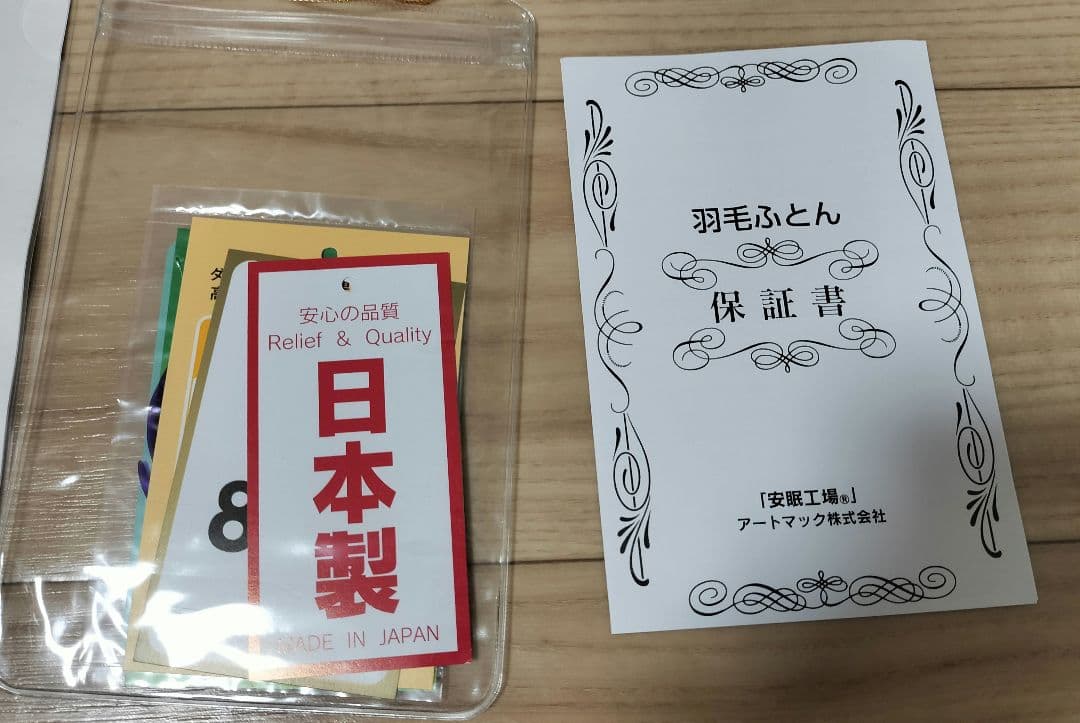 安心の品質
Relief & Quality
日本製
MADE IN JAPAN
8
羽毛ふとん
保証書
「安眠工場®」
アートマック株式会社